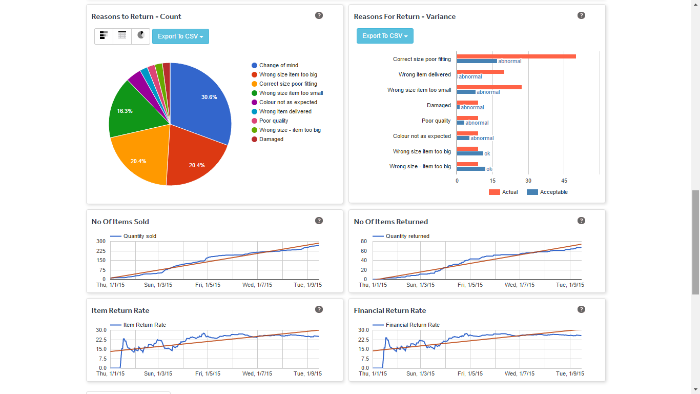 Reasons to Return - Count
?
Export To CSV
Change of mind
Wrong size item too big
Correct size poor fitting
Wrong size item too small
Colour not as expected
Wrong item delivered
Poor quality
Wrong size - item too big
Damaged
30.6%
20.4%
20.4%
16.3%
Reasons For Return - Variance
?
Export To CSV
Correct size poor fitting
abnormal
Wrong item delivered
abnormal
Wrong size item too small
abnormal
Damaged
abnormal
Poor quality
abnormal
Colour not as expected
abnormal
Wrong size item too big
ok
Wrong size - item too big
ok
0 15 30 45
Actual Acceptable
No Of Items Sold
?
Quantity sold
300
225
150
75
0
Thu, 1/1/15 Sun, 1/3/15 Fri, 1/5/15 Wed, 1/7/15 Tue, 1/9/15
No Of Items Returned
?
Quantity returned
80
60
40
20
0
Thu, 1/1/15 Sun, 1/3/15 Fri, 1/5/15 Wed, 1/7/15 Tue, 1/9/15
Item Return Rate
?
Item Return Rate
30.0
22.5
15.0
7.5
0.0
Thu, 1/1/15 Sun, 1/3/15 Fri, 1/5/15 Wed, 1/7/15 Tue, 1/9/15
Financial Return Rate
?
Financial Return Rate
30.0
22.5
15.0
7.5
0.0
Thu, 1/1/15 Sun, 1/3/15 Fri, 1/5/15 Wed, 1/7/15 Tue, 1/9/15